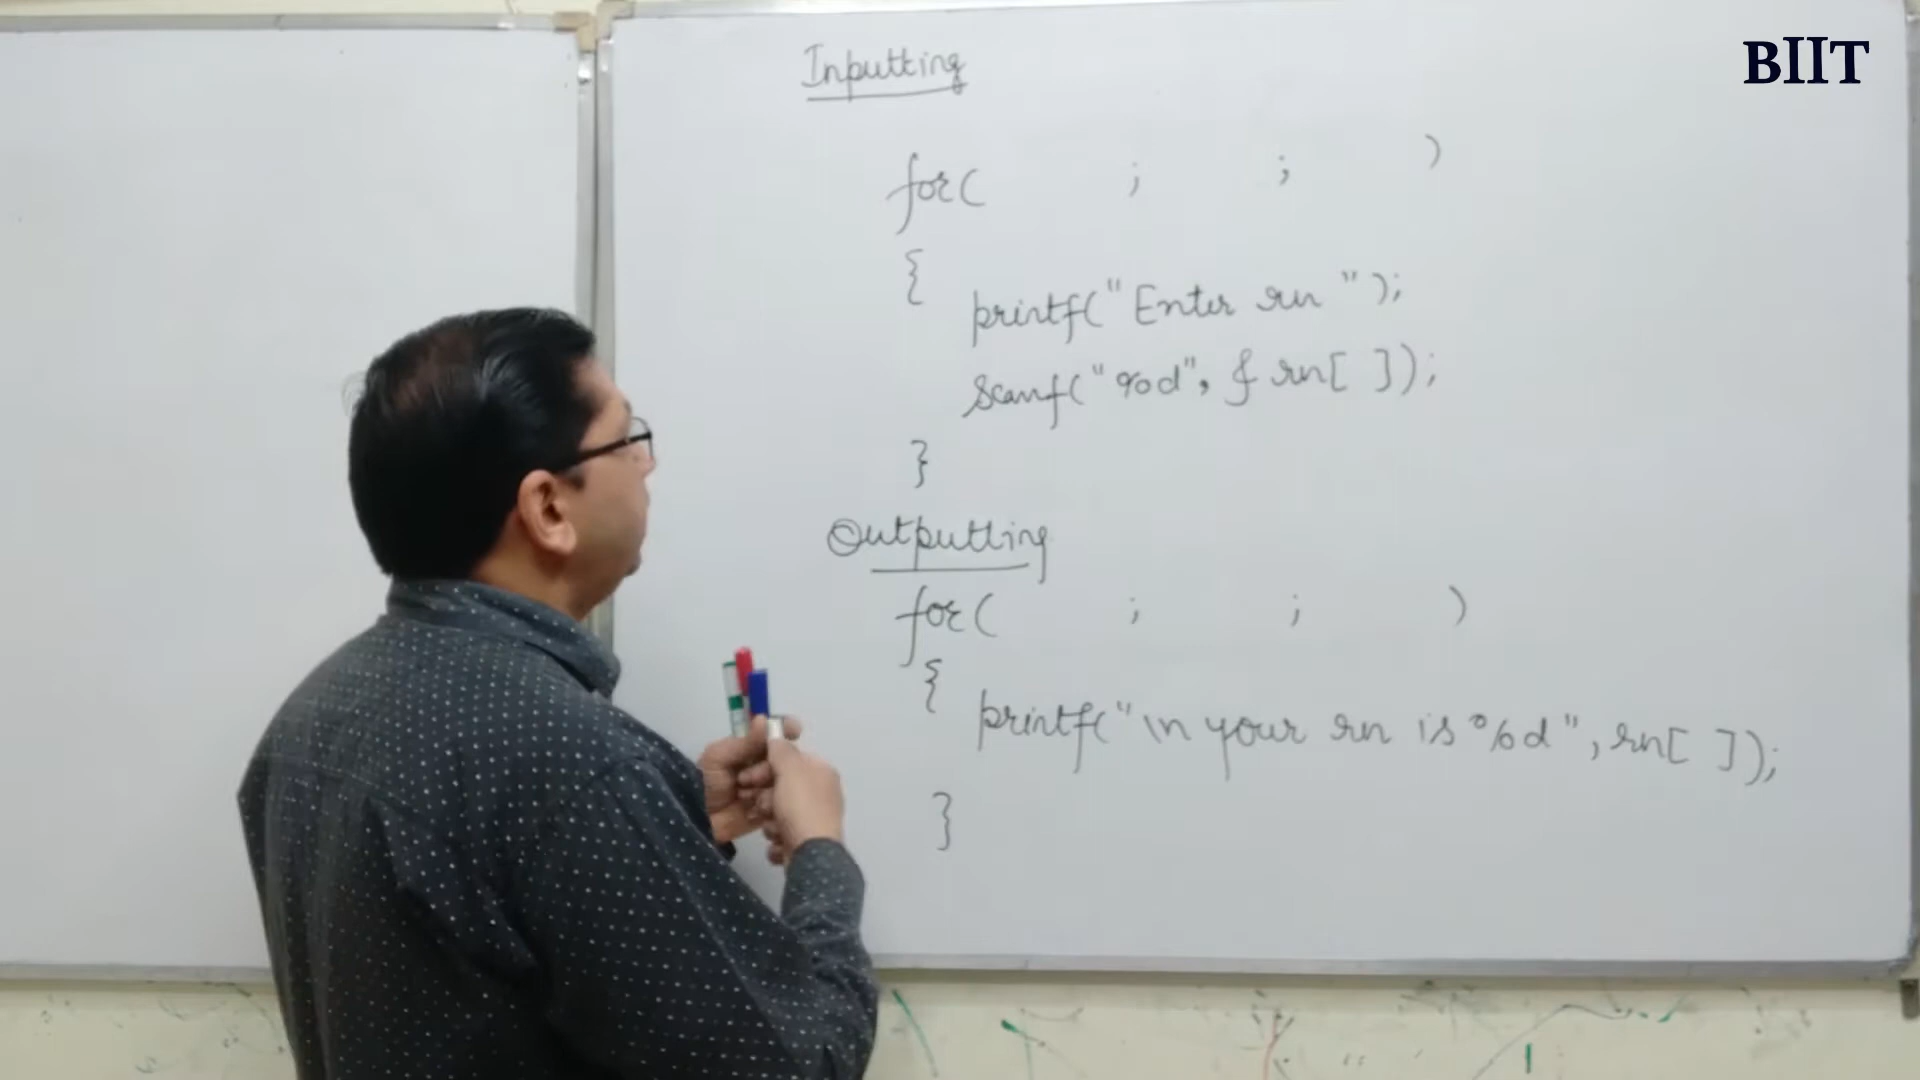 BIIT
Inputting
for( ; ; )
{
printf("Enter rn ");
scanf("%d", & rn[ ]);
}
Outputting
for( ; ; )
{
printf("\n your rn is %d", rn[ ]);
}